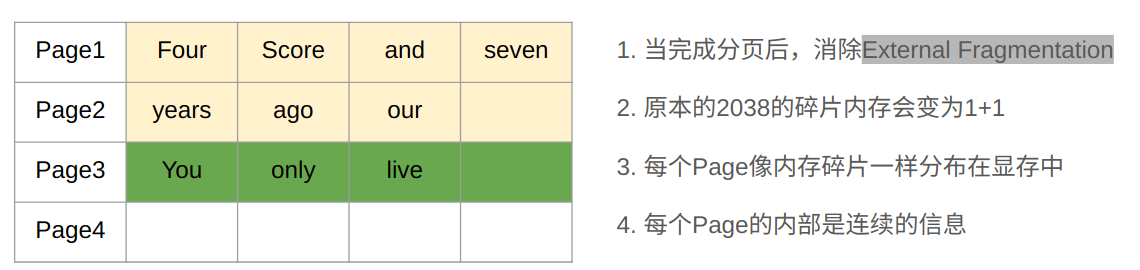 Page1 Four Score and seven
Page2 years ago our
Page3 You only live
Page4
1. 当完成分页后，消除External Fragmentation
2. 原本的2038的碎片内存会变为1+1
3. 每个Page像内存碎片一样分布在显存中
4. 每个Page的内部是连续的信息